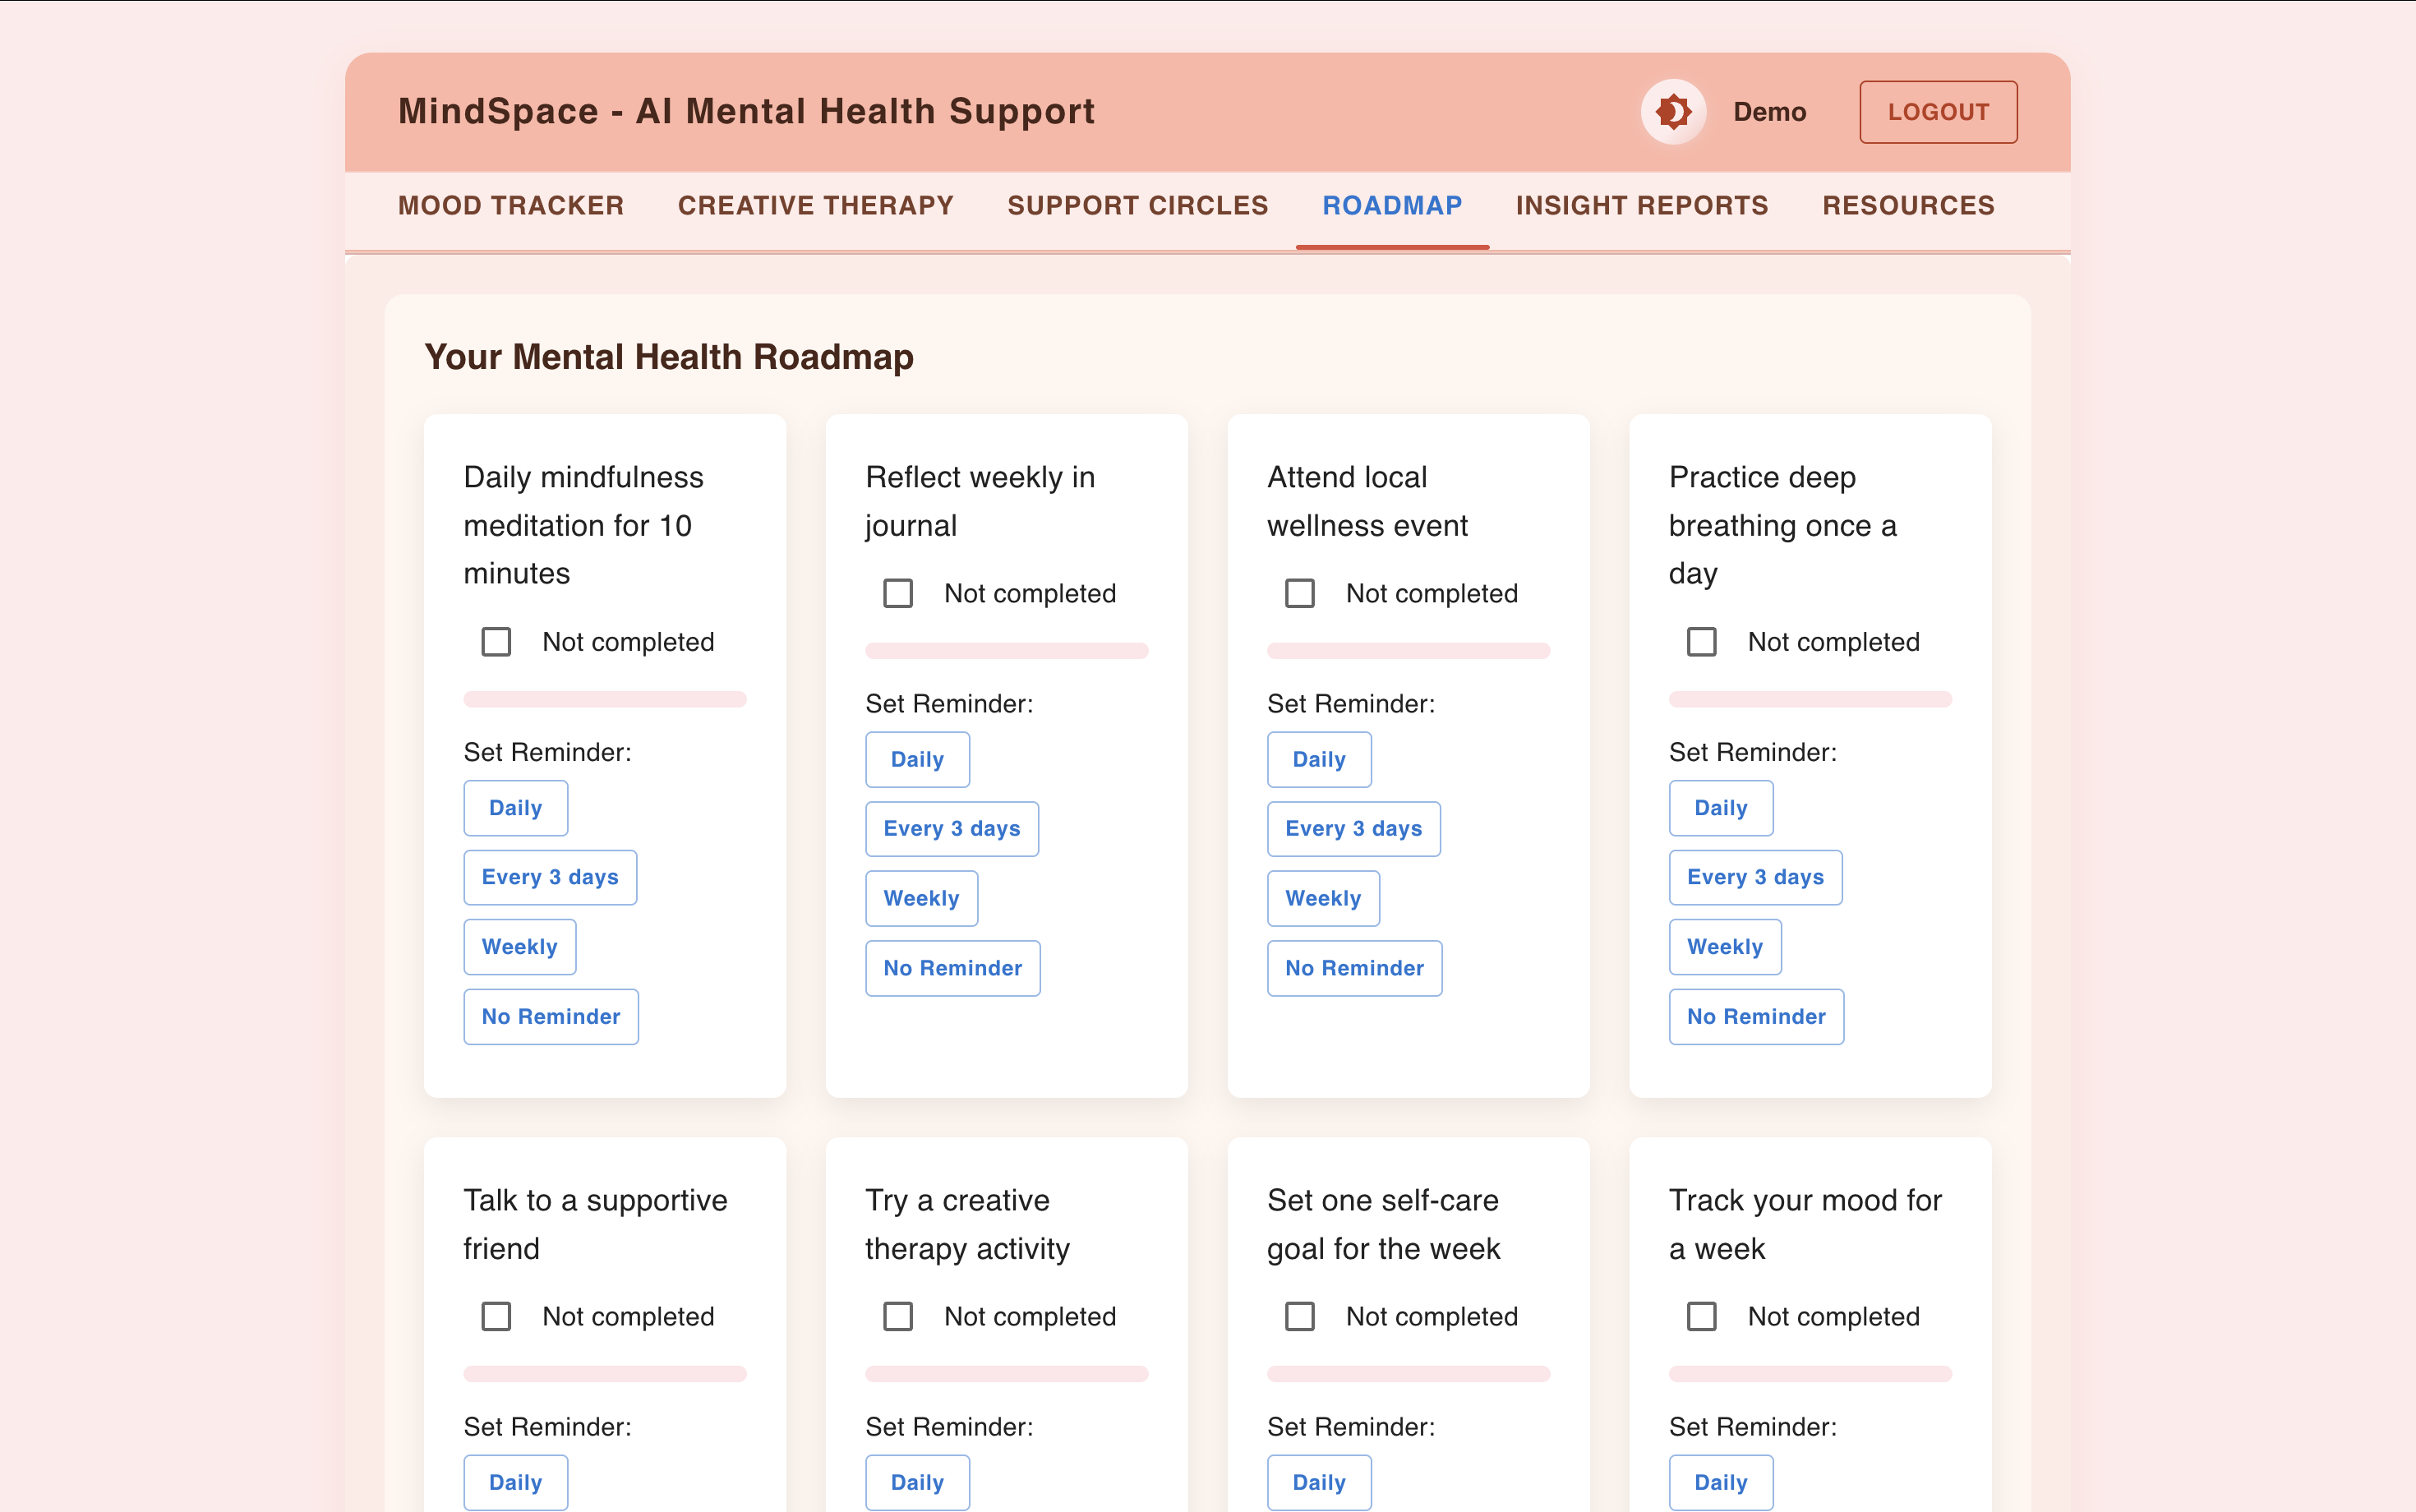 MindSpace - AI Mental Health Support
Demo
LOGOUT
MOOD TRACKER
CREATIVE THERAPY
SUPPORT CIRCLES
ROADMAP
INSIGHT REPORTS
RESOURCES
Your Mental Health Roadmap
Daily mindfulness
meditation for 10
minutes
Not completed
Set Reminder:
Daily
Every 3 days
Weekly
No Reminder
Reflect weekly in
journal
Not completed
Set Reminder:
Daily
Every 3 days
Weekly
No Reminder
Attend local
wellness event
Not completed
Set Reminder:
Daily
Every 3 days
Weekly
No Reminder
Practice deep
breathing once a
day
Not completed
Set Reminder:
Daily
Every 3 days
Weekly
No Reminder
Talk to a supportive
friend
Not completed
Set Reminder:
Daily
Try a creative
therapy activity
Not completed
Set Reminder:
Daily
Set one self-care
goal for the week
Not completed
Set Reminder:
Daily
Track your mood for
a week
Not completed
Set Reminder:
Daily